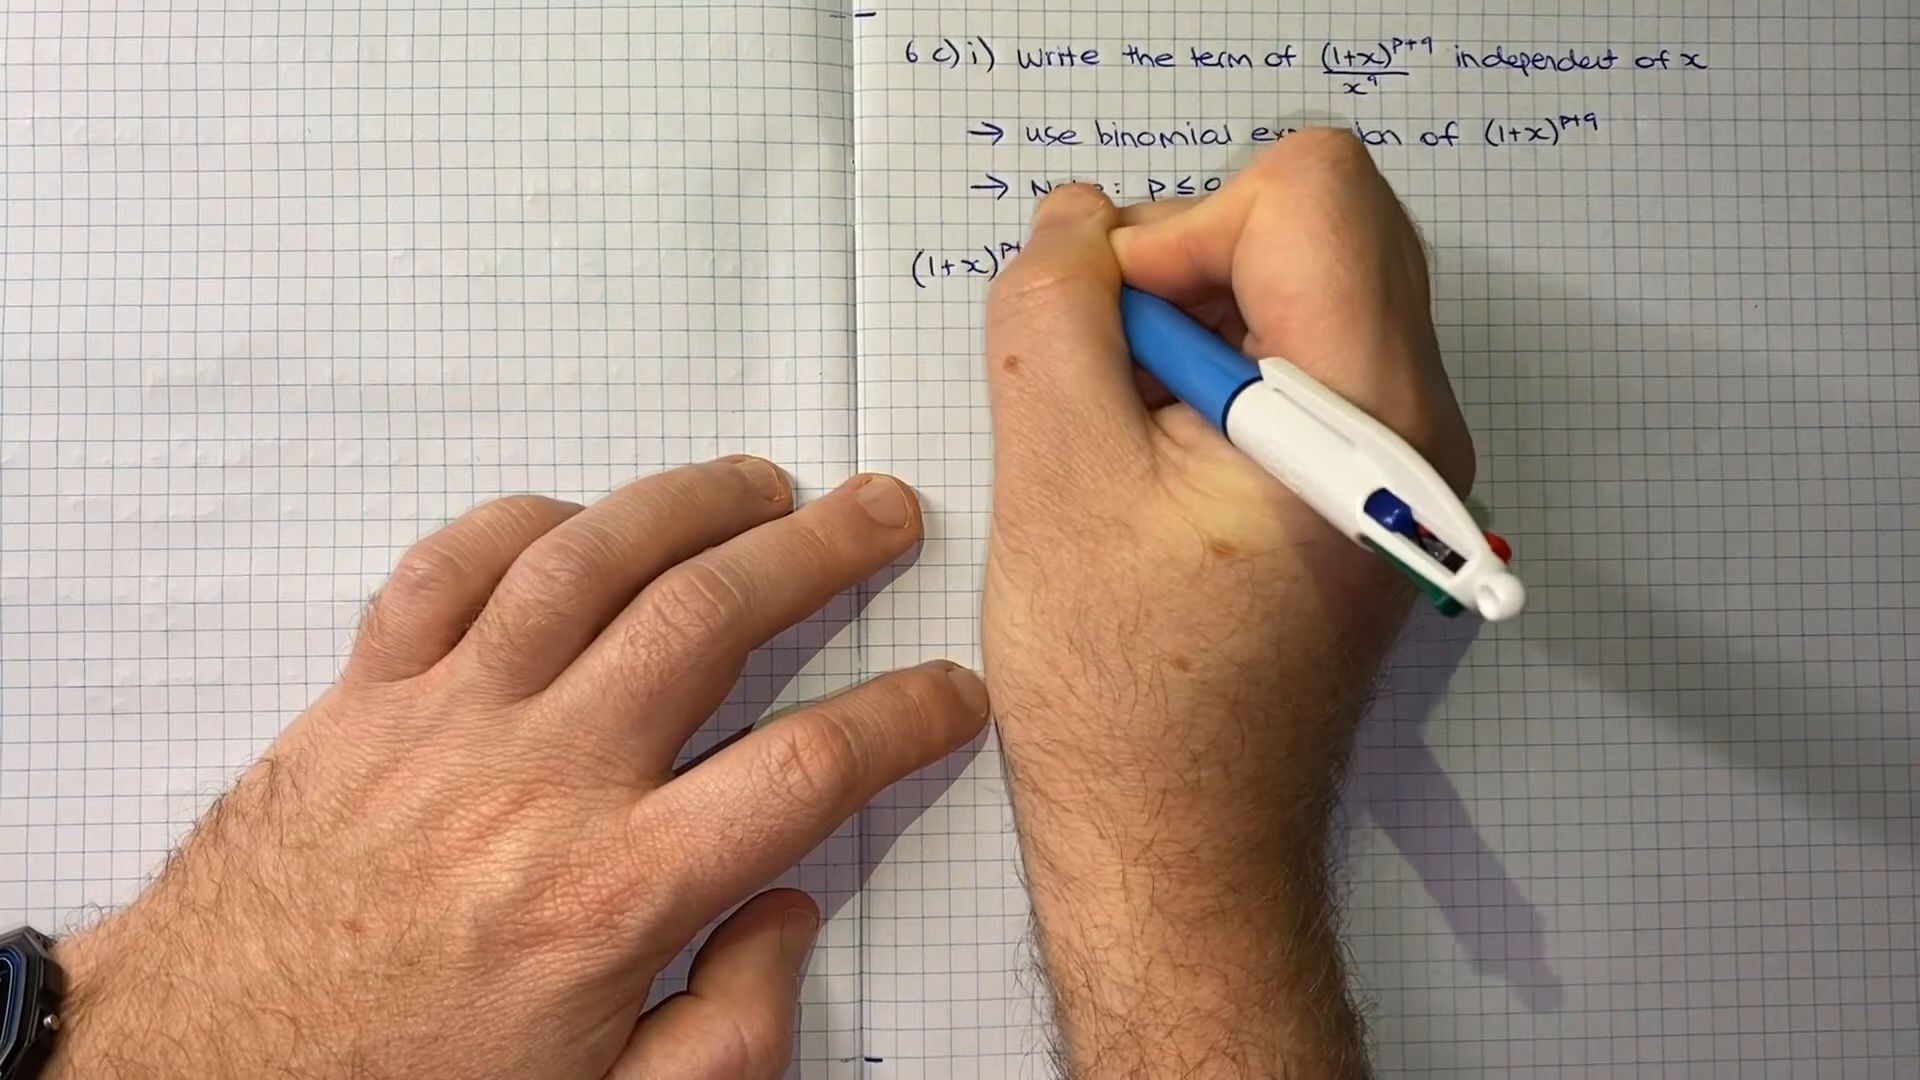 6 c) i) Write the term of (1+x)^{p+q}/x^q independent of x
→ use binomial of (1+x)^{p+q}
→ : p ≤
(1+x)